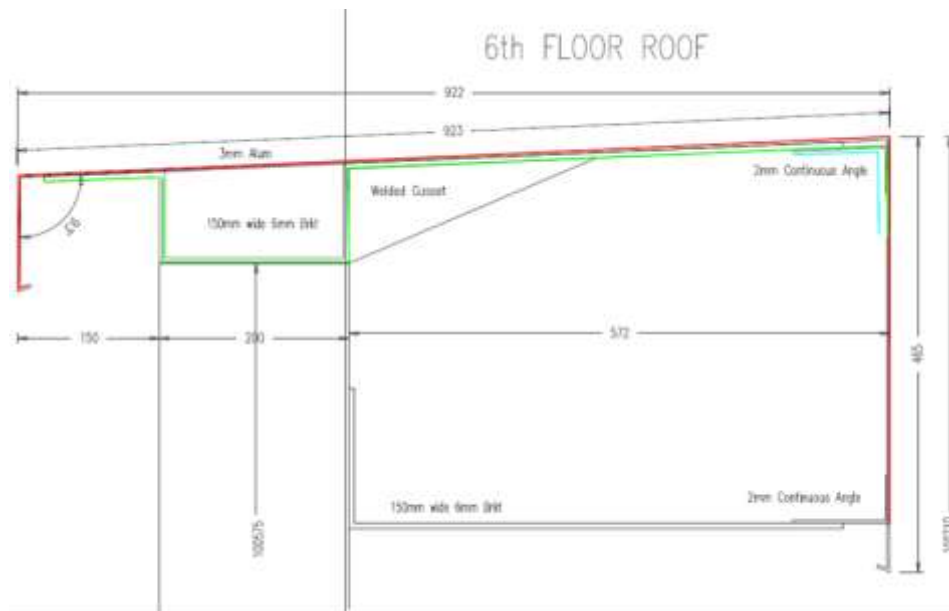 6th FLOOR ROOF
922
923
3mm Alum
2mm Continuous Angle
Welded Gusset
150mm wide 6mm Brkt
150
200
572
465
100575
150mm wide 6mm Brkt
2mm Continuous Angle